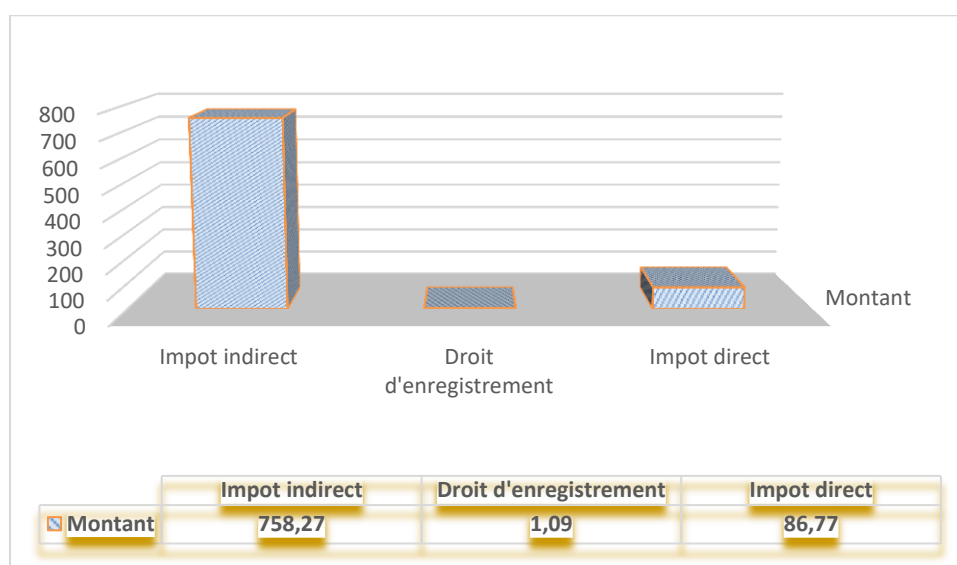 800
700
600
500
400
300
200
100
0
Montant
Impot indirect
Droit
d'enregistrement
Impot direct
Impot indirect Droit d'enregistrement Impot direct
Montant 758,27 1,09 86,77